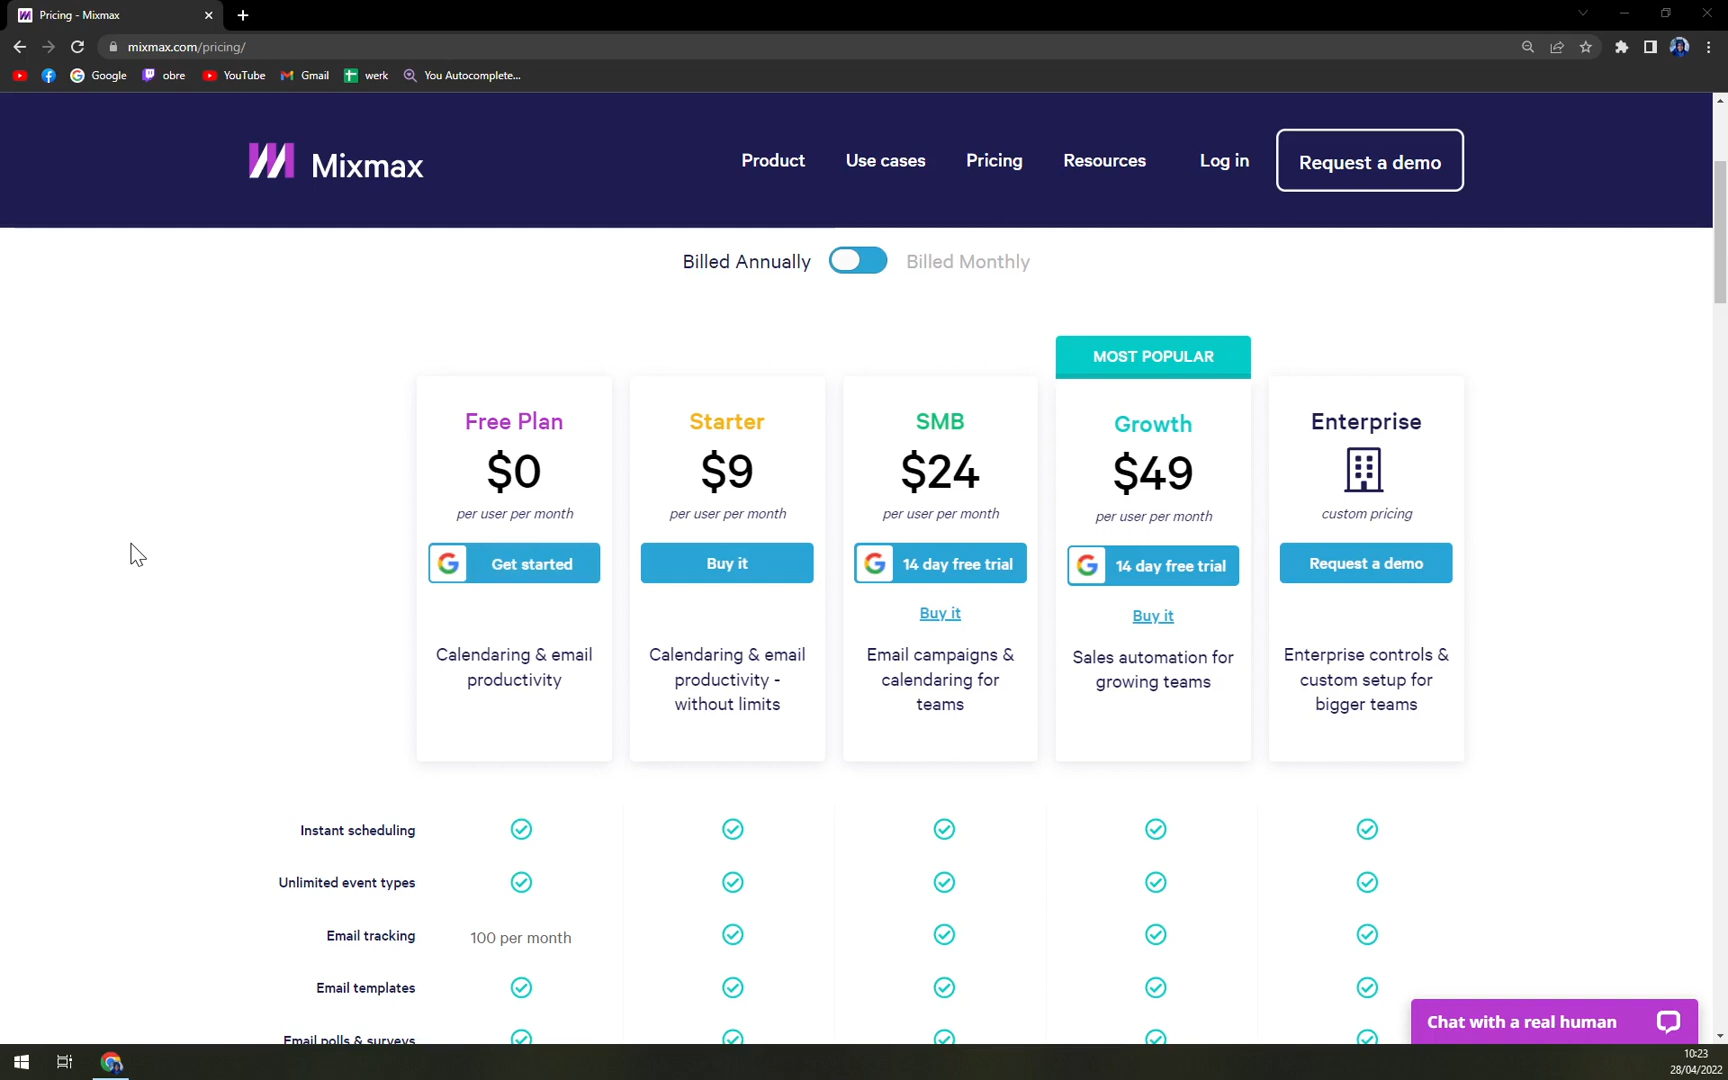 Pricing - Mixmax
mixmax.com/pricing/
Google obre YouTube Gmail werk You Autocomplete...
Mixmax
Product Use cases Pricing Resources Log in Request a demo
Billed Annually Billed Monthly
MOST POPULAR
Free Plan
$0
per user per month
G Get started
Calendaring & email
productivity
Starter
$9
per user per month
Buy it
Calendaring & email
productivity -
without limits
SMB
$24
per user per month
G 14 day free trial
Buy it
Email campaigns &
calendaring for
teams
Growth
$49
per user per month
G 14 day free trial
Buy it
Sales automation for
growing teams
Enterprise
custom pricing
Request a demo
Enterprise controls &
custom setup for
bigger teams
Instant scheduling
Unlimited event types
Email tracking 100 per month
Email templates
Email polls & surveys
Chat with a real human
10:23
28/04/2022